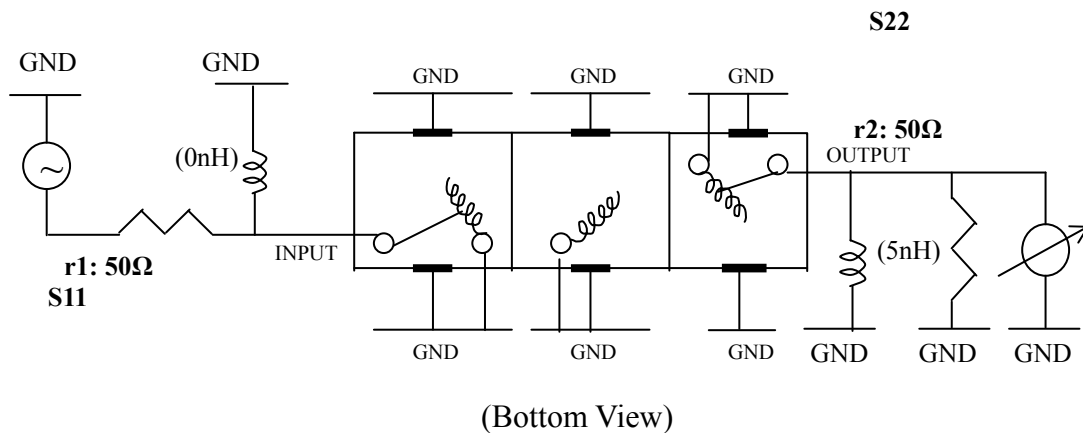 S22
GND
GND
GND
GND
GND
r2: 50Ω
OUTPUT
(0nH)
INPUT
r1: 50Ω
S11
(5nH)
GND
GND
GND
GND
GND
GND
(Bottom View)